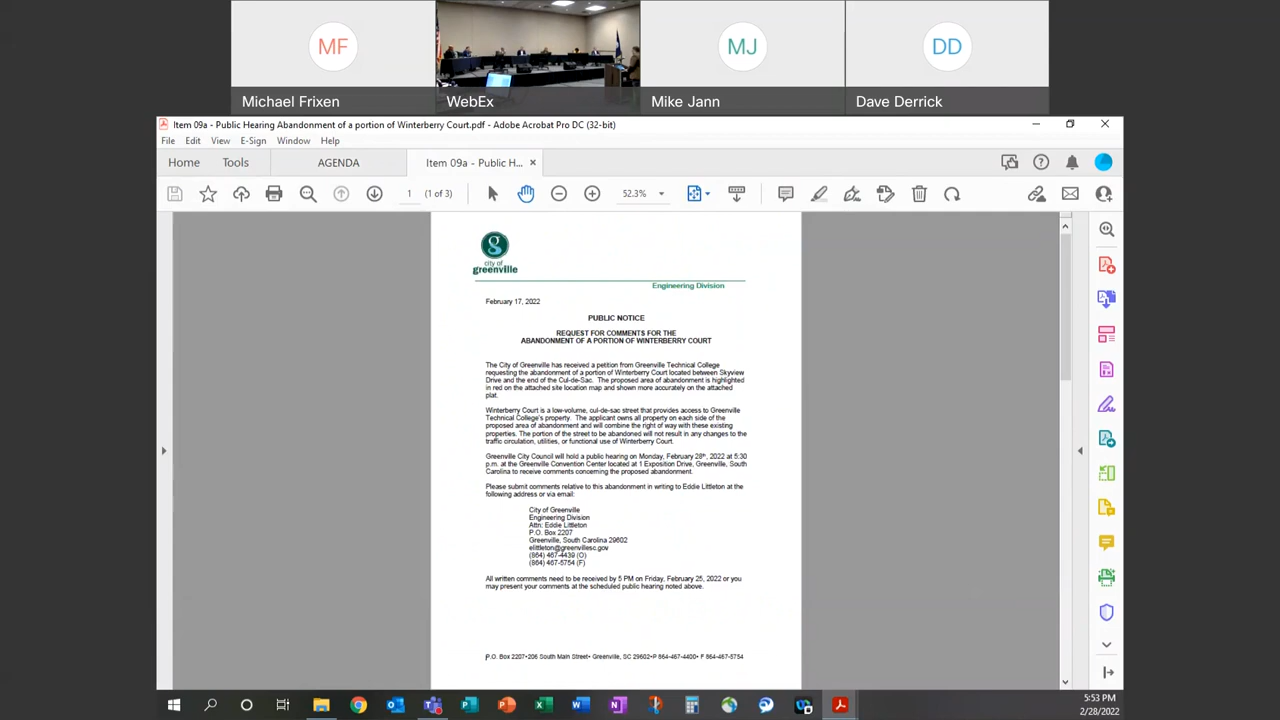 MF
MJ
DD
Michael Frixen
WebEx
Mike Jann
Dave Derrick
Item 09a - Public Hearing Abandonment of a portion of Winterberry Court.pdf - Adobe Acrobat Pro DC (32-bit)
File Edit View E-Sign Window Help
Home Tools AGENDA Item 09a - Public H... ×
1 (1 of 3) 52.3%
g
city of
greenville
Engineering Division
February 17, 2022
PUBLIC NOTICE
REQUEST FOR COMMENTS FOR THE
ABANDONMENT OF A PORTION OF WINTERBERRY COURT
The City of Greenville has received a petition from Greenville Technical College
requesting the abandonment of a portion of Winterberry Court located between Skyview
Drive and the end of the Cul-de-Sac. The proposed area of abandonment is highlighted
in red on the attached site location map and shown more accurately on the attached
plat.
Winterberry Court is a low-volume, cul-de-sac street that provides access to Greenville
Technical College's property. The applicant owns all property on each side of the
proposed area of abandonment and will combine the right of way with these existing
properties. The portion of the street to be abandoned will not result in any changes to the
traffic circulation, utilities, or functional use of Winterberry Court.
Greenville City Council will hold a public hearing on Monday, February 28th, 2022 at 5:30
p.m. at the Greenville Convention Center located at 1 Exposition Drive, Greenville, South
Carolina to receive comments concerning the proposed abandonment.
Please submit comments relative to this abandonment in writing to Eddie Littleton at the
following address or via email:
City of Greenville
Engineering Division
Attn: Eddie Littleton
P.O. Box 2207
Greenville, South Carolina 29602
elittleton@greenvillesc.gov
(864) 467-4439 (O)
(864) 467-5754 (F)
All written comments need to be received by 5 PM on Friday, February 25, 2022 or you
may present your comments at the scheduled public hearing noted above.
P.O. Box 2207•206 South Main Street• Greenville, SC 29602•P 864-467-4400• F 864-467-5754
5:53 PM
2/28/2022